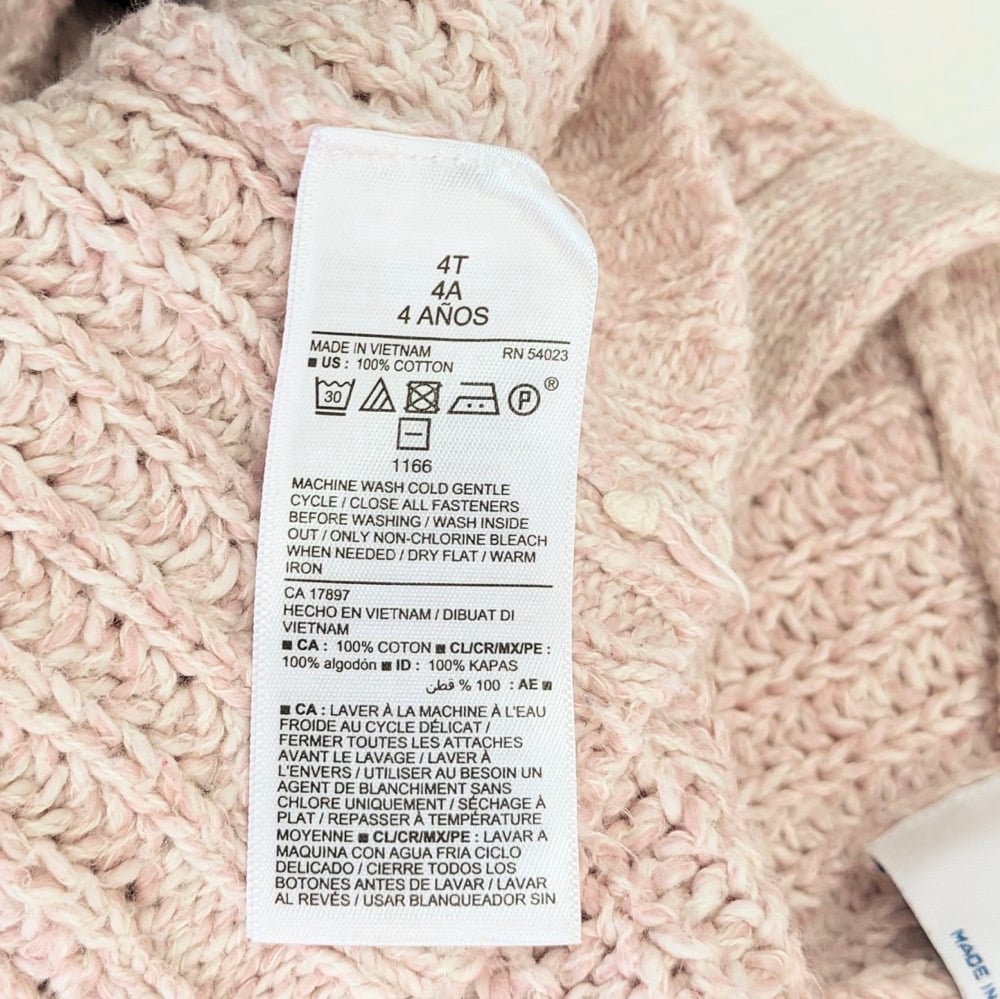 4T
4A
4 AÑOS
MADE IN VIETNAM RN 54023
■ US : 100% COTTON
30 P ®
1166
MACHINE WASH COLD GENTLE
CYCLE / CLOSE ALL FASTENERS
BEFORE WASHING / WASH INSIDE
OUT / ONLY NON-CHLORINE BLEACH
WHEN NEEDED / DRY FLAT / WARM
IRON
CA 17897
HECHO EN VIETNAM / DIBUAT DI
VIETNAM
■ CA : 100% COTON ■ CL/CR/MX/PE :
100% algodón ■ ID : 100% KAPAS
■ AE : 100 % قطن
■ CA : LAVER À LA MACHINE À L'EAU
FROIDE AU CYCLE DÉLICAT /
FERMER TOUTES LES ATTACHES
AVANT LE LAVAGE / LAVER À
L'ENVERS / UTILISER AU BESOIN UN
AGENT DE BLANCHIMENT SANS
CHLORE UNIQUEMENT / SÉCHAGE À
PLAT / REPASSER À TEMPÉRATURE
MOYENNE ■ CL/CR/MX/PE : LAVAR A
MAQUINA CON AGUA FRIA CICLO
DELICADO / CIERRE TODOS LOS
BOTONES ANTES DE LAVAR / LAVAR
AL REVÉS / USAR BLANQUEADOR SIN
MADE IN